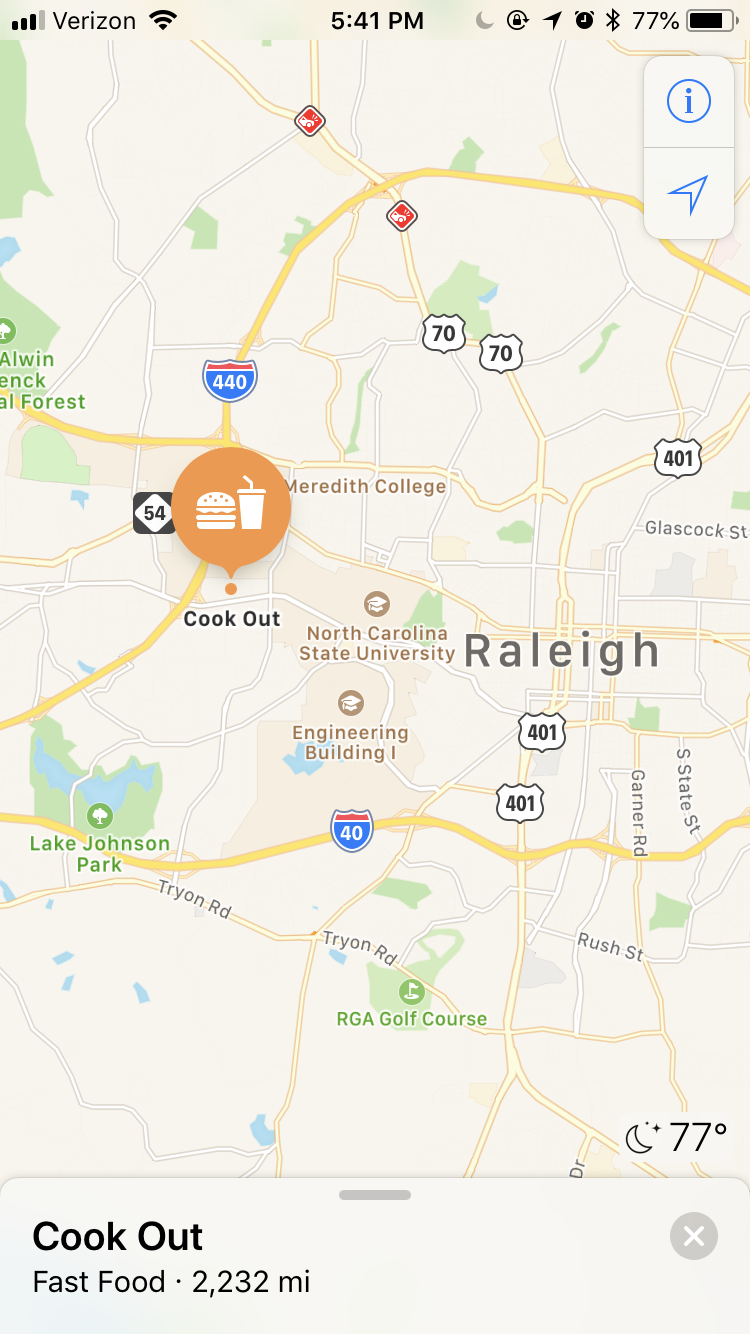 Verizon 5:41 PM 77%
i
70
70
Alwin
enck
al Forest
440
401
Meredith College
54
Glascock St
Cook Out
North Carolina
State University
Raleigh
Engineering
Building I
401
S State St
401
Garner Rd
40
Lake Johnson
Park
Tryon Rd
Tryon Rd
Rush St
RGA Golf Course
77°
Dr
Cook Out
Fast Food · 2,232 mi